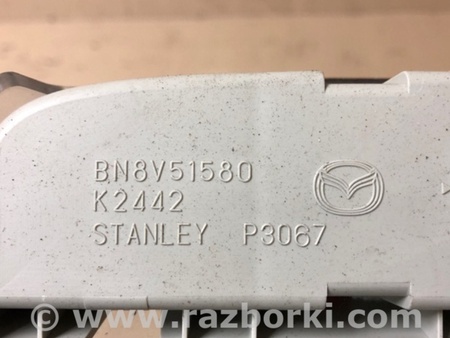 BN8V51580
K2442
STANLEY P3067
© www.razborki.com